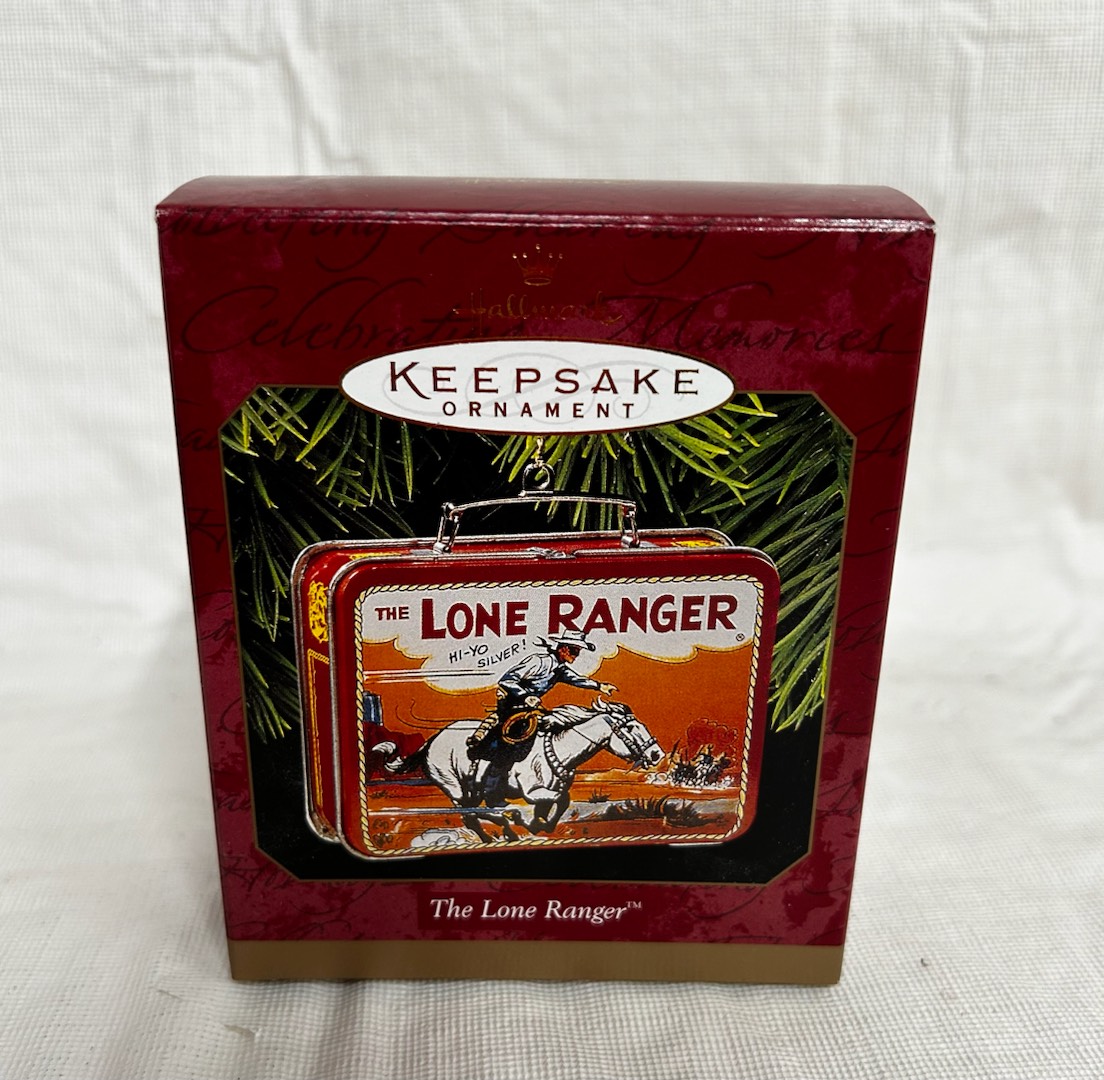 Hallmark
Celebrating Memories
KEEPSAKE
ORNAMENT
THE LONE RANGER®
HI-YO
SILVER!
The Lone Ranger™